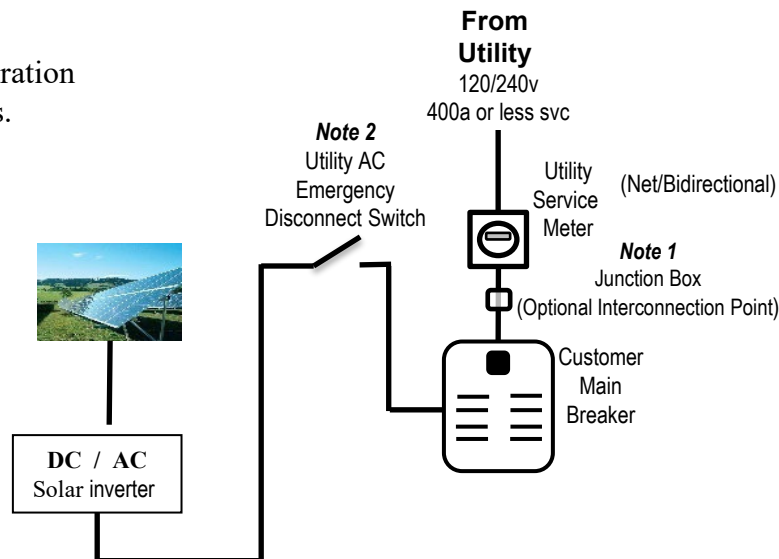 ration
s.
From
Utility
120/240v
400a or less svc
Note 2
Utility AC
Emergency
Disconnect Switch
Utility
Service
Meter
(Net/Bidirectional)
Note 1
Junction Box
(Optional Interconnection Point)
Customer
Main
Breaker
DC / AC
Solar inverter